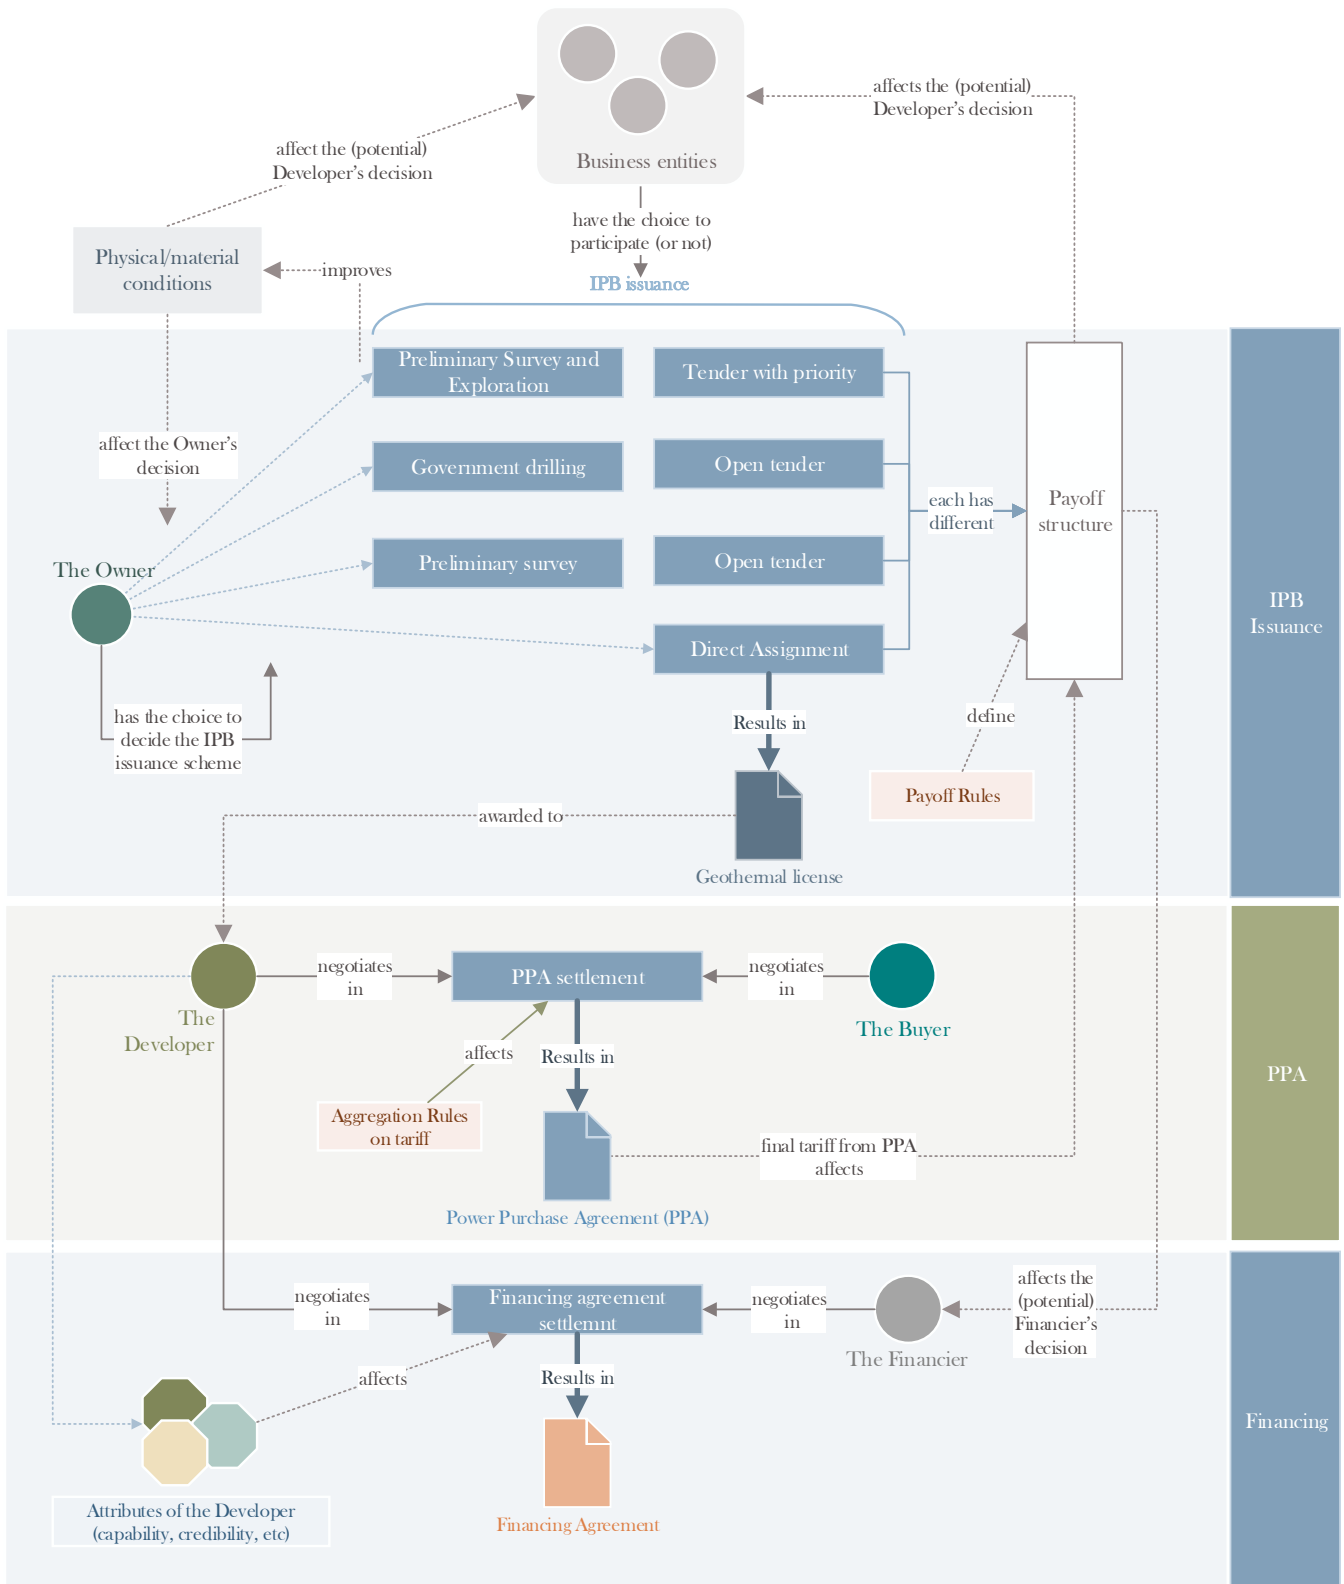 affects the (potential)
Developer's decision
affect the (potential)
Developer's decision
Business entities
have the choice to
participate (or not)
Physical/material
conditions
improves
IPB issuance
Preliminary Survey and
Exploration
Tender with priority
affect the Owner's
decision
Government drilling
Open tender
each has
different
Payoff
structure
Preliminary survey
Open tender
The Owner
IPB
Issuance
Direct Assignment
has the choice to
decide the IPB
issuance scheme
Results in
define
Payoff Rules
awarded to
Geothermal license
negotiates
in
PPA settlement
negotiates
in
The
Developer
The Buyer
affects
Results in
PPA
Aggregation Rules
on tariff
final tariff from PPA
affects
Power Purchase Agreement (PPA)
negotiates
in
Financing agreement
settlemnt
negotiates
in
affects the
(potential)
Financier's
decision
The Financier
affects
Results in
Financing
Attributes of the Developer
(capability, credibility, etc)
Financing Agreement